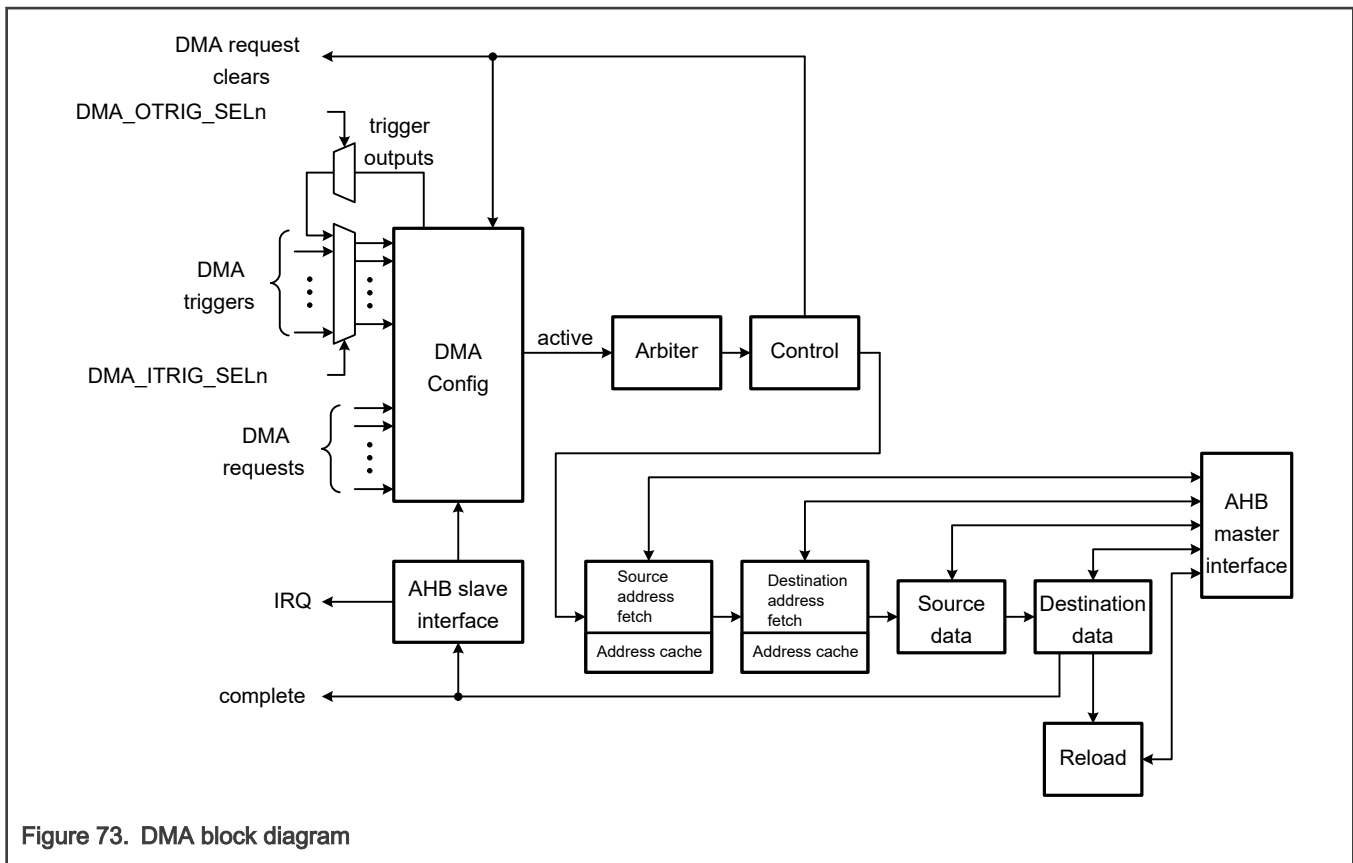 DMA request
clears
DMA_OTRIG_SELn
trigger
outputs
DMA
triggers
DMA_ITRIG_SELn
DMA
requests
DMA
Config
active
Arbiter
Control
AHB
master
interface
IRQ
AHB slave
interface
Source
address
fetch
Address cache
Destination
address
fetch
Address cache
Source
data
Destination
data
complete
Reload
Figure 73. DMA block diagram